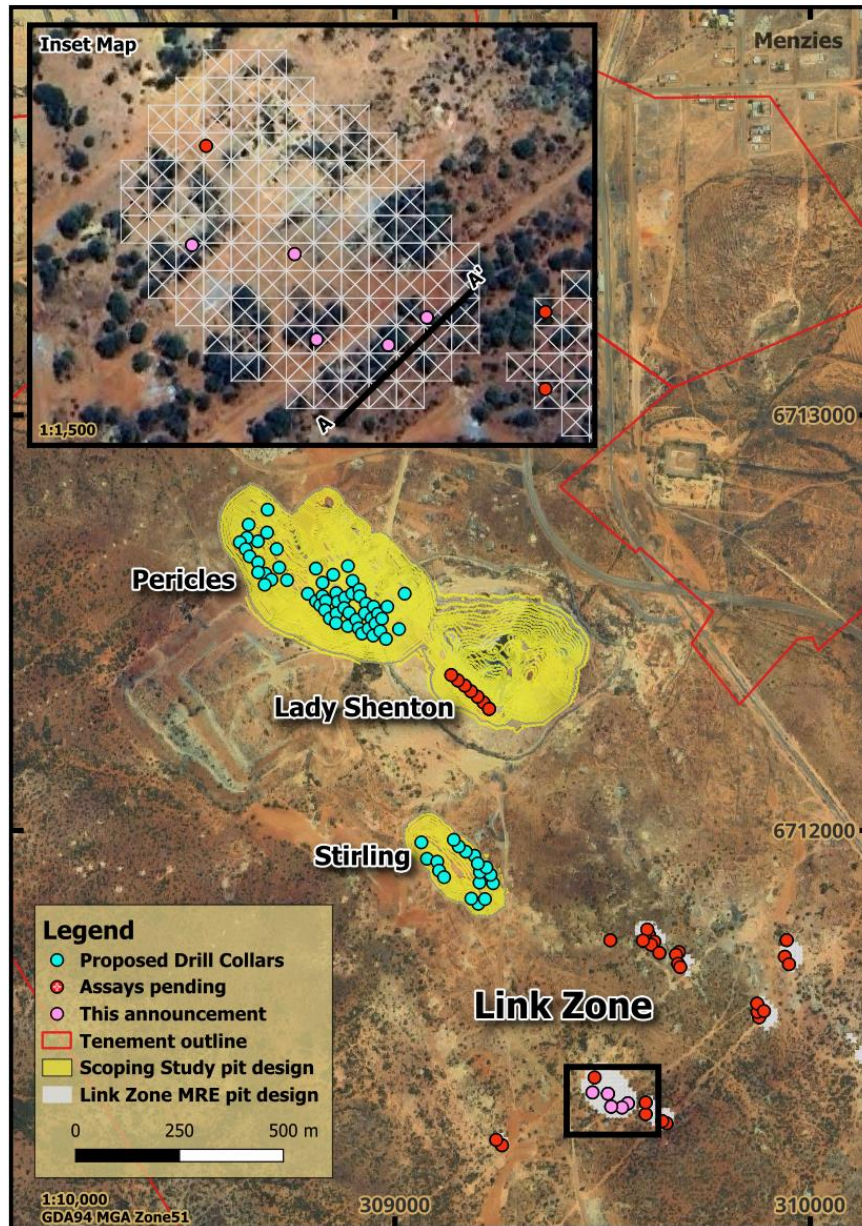 Inset Map
Menzies
A'
A
1:1,500
6713000
Pericles
Lady Shenton
6712000
Stirling
Link Zone
Legend
Proposed Drill Collars
Assays pending
This announcement
Tenement outline
Scoping Study pit design
Link Zone MRE pit design
0 250 500 m
1:10,000
GDA94 MGA Zone51
309000
310000